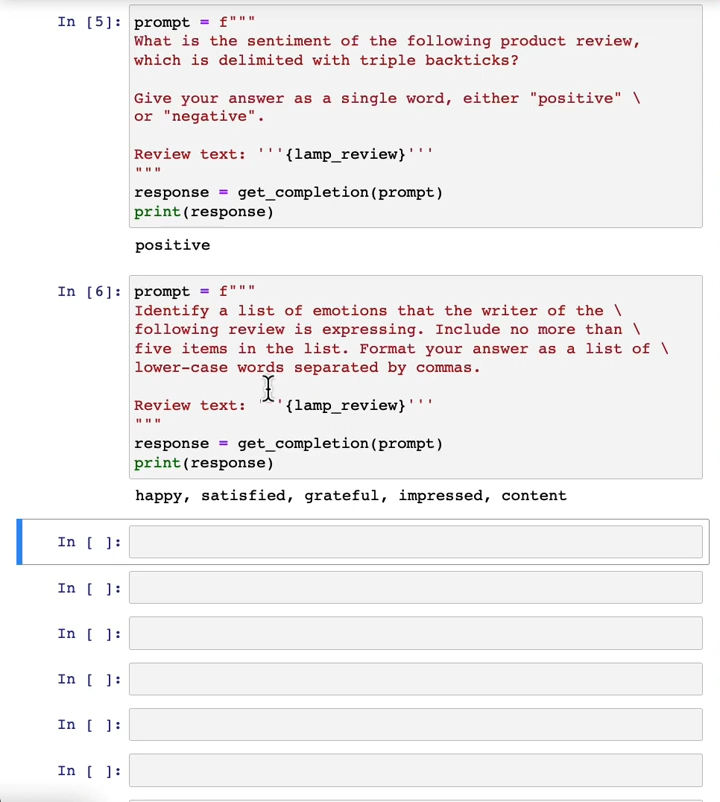 In [5]: prompt = f"""
What is the sentiment of the following product review,
which is delimited with triple backticks?
Give your answer as a single word, either "positive" \
or "negative".
Review text: '''{lamp_review}'''
"""
response = get_completion(prompt)
print(response)
positive
In [6]: prompt = f"""
Identify a list of emotions that the writer of the \
following review is expressing. Include no more than \
five items in the list. Format your answer as a list of \
lower-case words separated by commas.
Review text: '''{lamp_review}'''
"""
response = get_completion(prompt)
print(response)
happy, satisfied, grateful, impressed, content
In [ ]:
In [ ]:
In [ ]:
In [ ]:
In [ ]:
In [ ]: